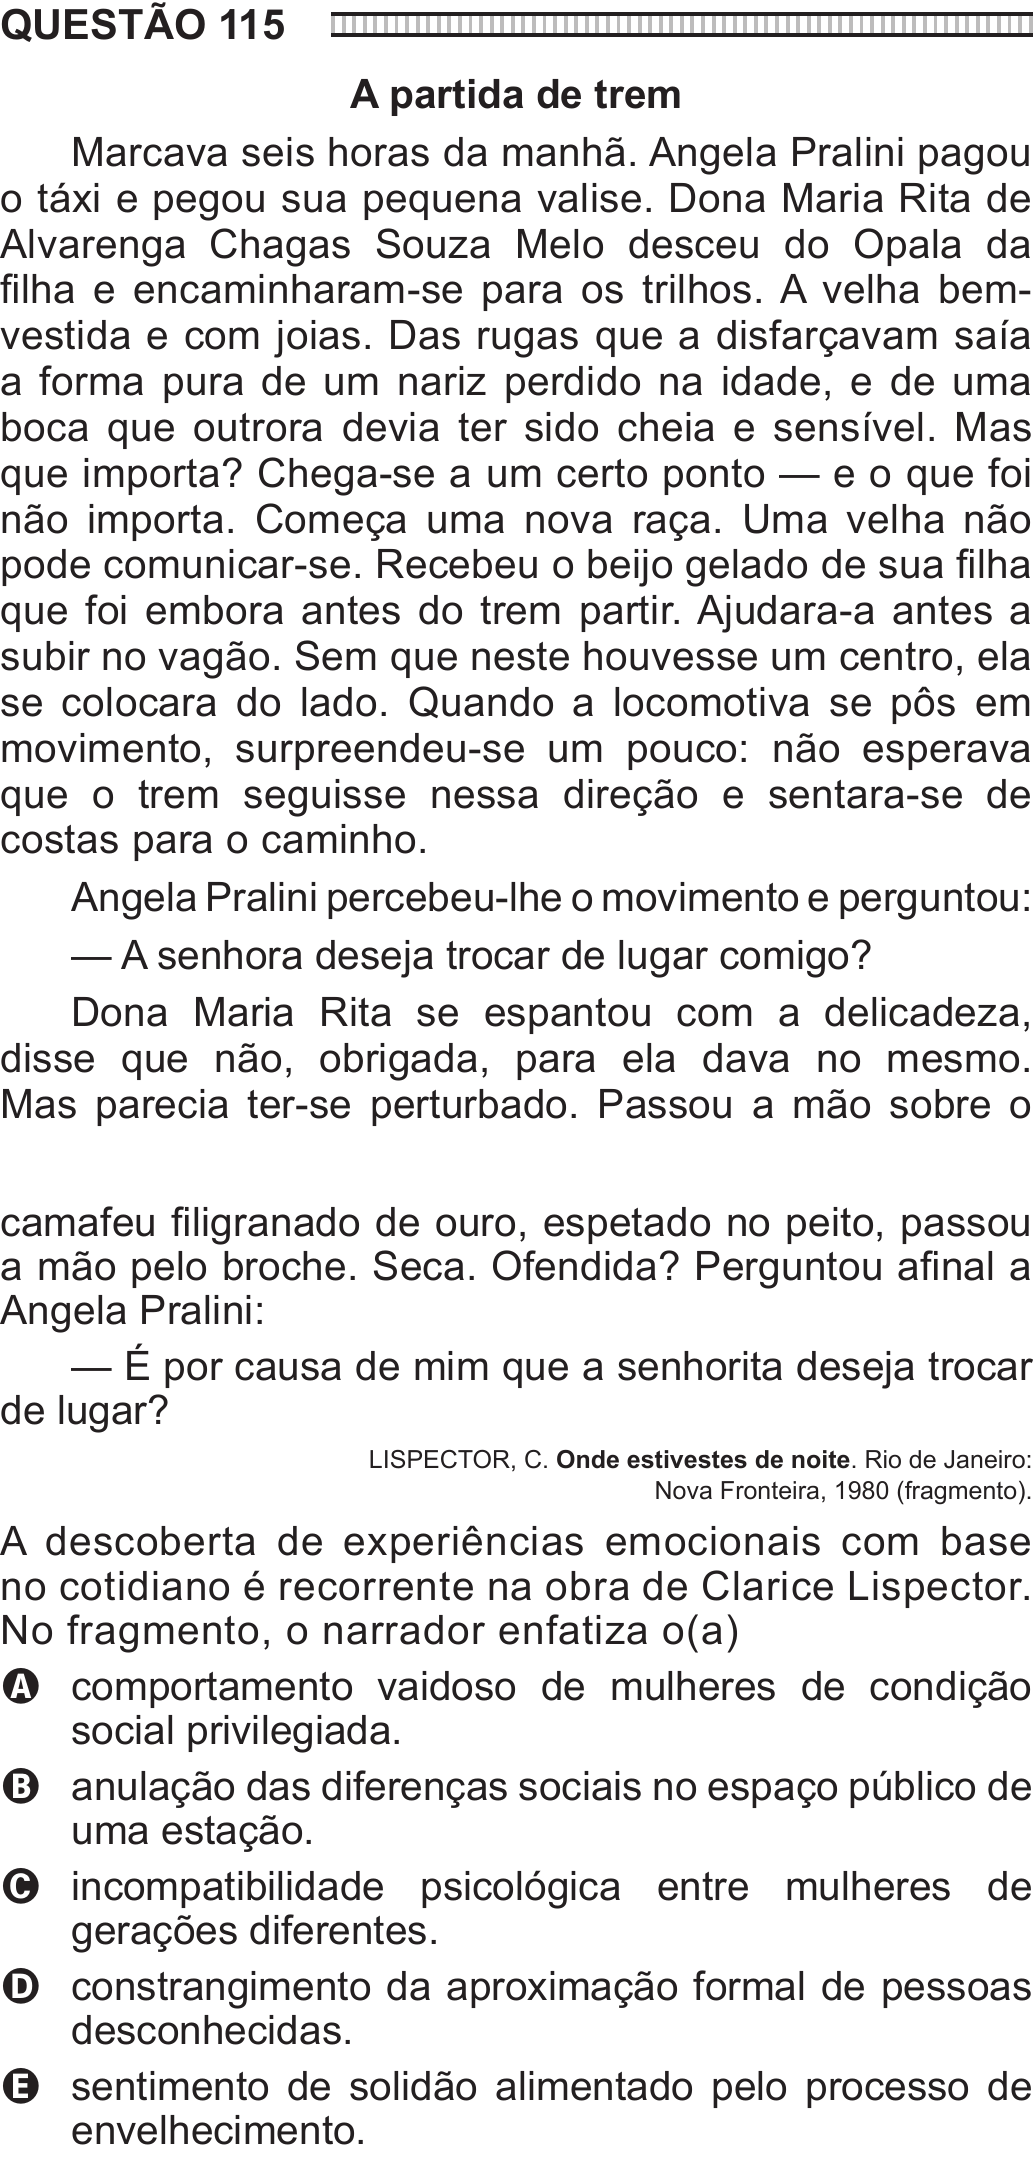 QUESTÃO 115
A partida de trem
Marcava seis horas da manhã. Angela Pralini pagou
o táxi e pegou sua pequena valise. Dona Maria Rita de
Alvarenga Chagas Souza Melo desceu do Opala da
filha e encaminharam-se para os trilhos. A velha bem-
vestida e com joias. Das rugas que a disfarçavam saía
a forma pura de um nariz perdido na idade, e de uma
boca que outrora devia ter sido cheia e sensível. Mas
que importa? Chega-se a um certo ponto — e o que foi
não importa. Começa uma nova raça. Uma velha não
pode comunicar-se. Recebeu o beijo gelado de sua filha
que foi embora antes do trem partir. Ajudara-a antes a
subir no vagão. Sem que neste houvesse um centro, ela
se colocara do lado. Quando a locomotiva se pôs em
movimento, surpreendeu-se um pouco: não esperava
que o trem seguisse nessa direção e sentara-se de
costas para o caminho.
Angela Pralini percebeu-lhe o movimento e perguntou:
— A senhora deseja trocar de lugar comigo?
Dona Maria Rita se espantou com a delicadeza,
disse que não, obrigada, para ela dava no mesmo.
Mas parecia ter-se perturbado. Passou a mão sobre o
camafeu filigranado de ouro, espetado no peito, passou
a mão pelo broche. Seca. Ofendida? Perguntou afinal a
Angela Pralini:
— É por causa de mim que a senhorita deseja trocar
de lugar?
LISPECTOR, C. Onde estivestes de noite. Rio de Janeiro:
Nova Fronteira, 1980 (fragmento).
A descoberta de experiências emocionais com base
no cotidiano é recorrente na obra de Clarice Lispector.
No fragmento, o narrador enfatiza o(a)
A comportamento vaidoso de mulheres de condição
social privilegiada.
B anulação das diferenças sociais no espaço público de
uma estação.
C incompatibilidade psicológica entre mulheres de
gerações diferentes.
D constrangimento da aproximação formal de pessoas
desconhecidas.
E sentimento de solidão alimentado pelo processo de
envelhecimento.